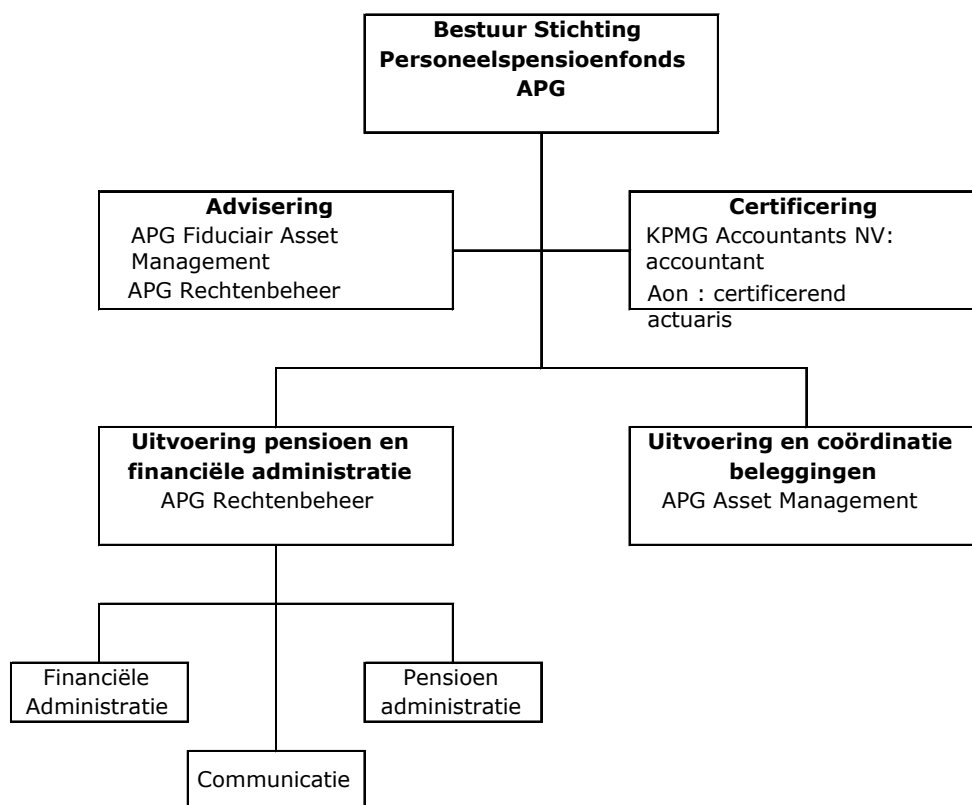 Bestuur Stichting
Personeelspensioenfonds
APG
Advisering
APG Fiduciair Asset
Management
APG Rechtenbeheer
Certificering
KPMG Accountants NV:
accountant
Aon : certificerend
actuaris
Uitvoering pensioen en
financiële administratie
APG Rechtenbeheer
Uitvoering en coördinatie
beleggingen
APG Asset Management
Financiële
Administratie
Pensioen
administratie
Communicatie